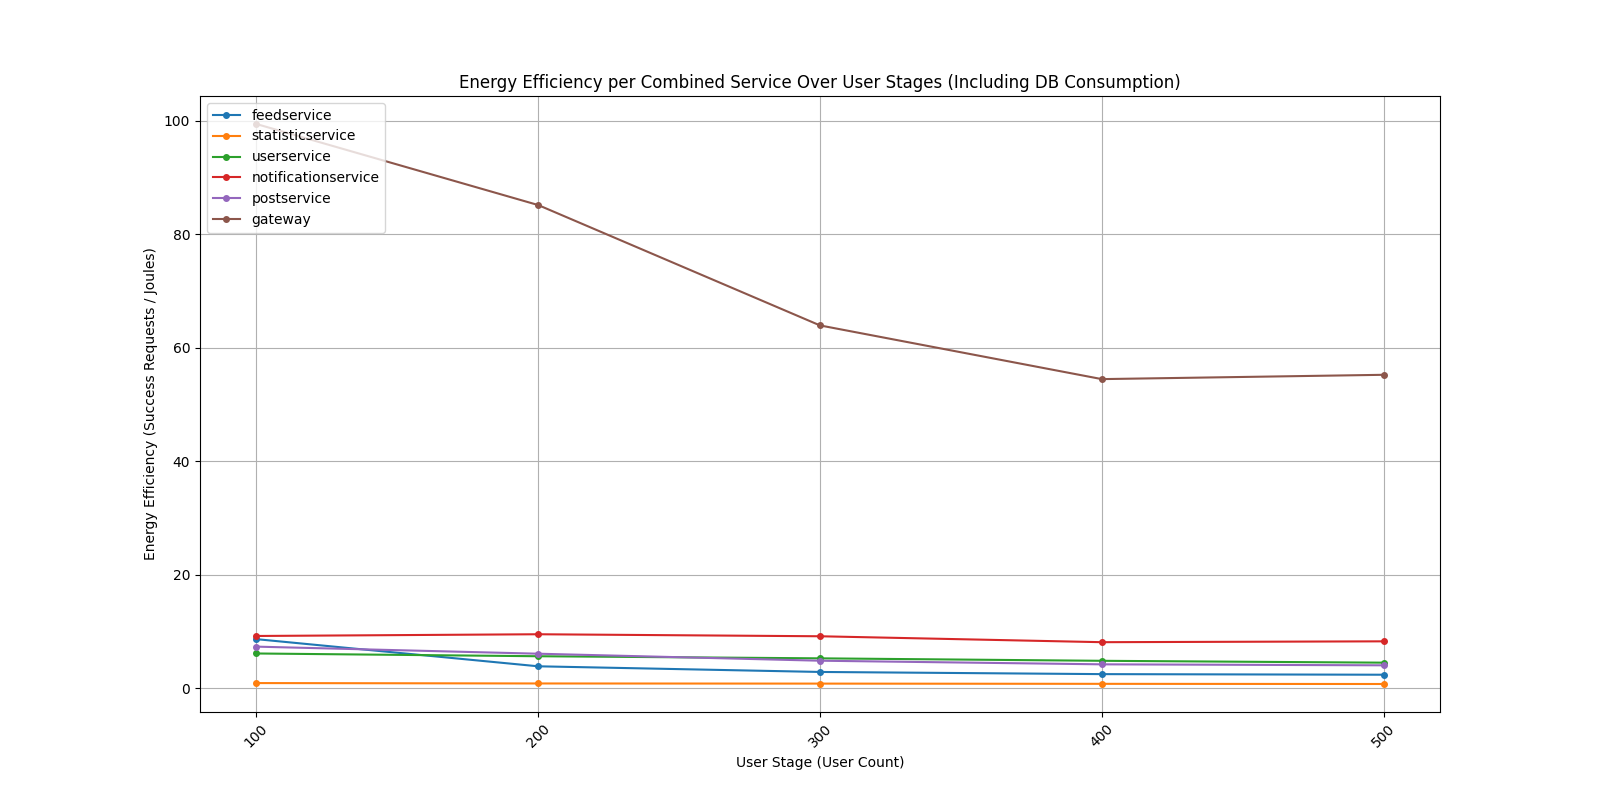 Energy Efficiency per Combined Service Over User Stages (Including DB Consumption)
feedservice
statisticservice
userservice
notificationservice
postservice
gateway
100
80
60
40
20
0
Energy Efficiency (Success Requests / Joules)
100
200
300
400
500
User Stage (User Count)